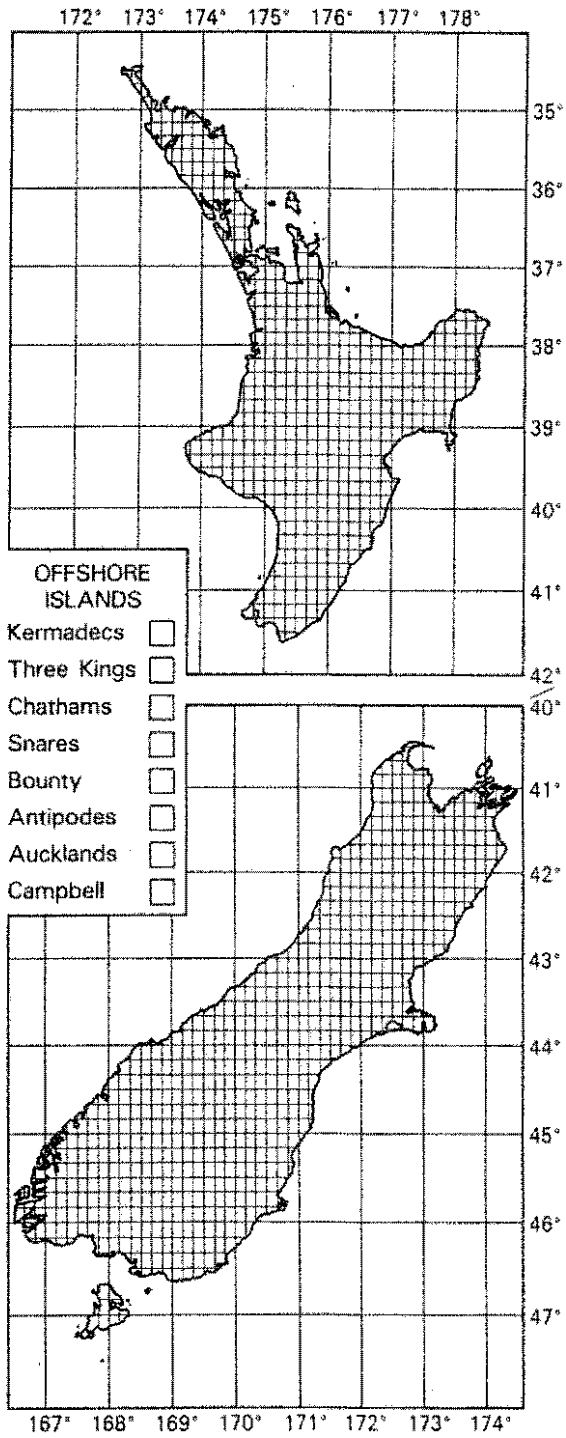 172° 173° 174° 175° 176° 177° 178°
35°
36°
37°
38°
39°
40°
41°
42°
OFFSHORE
ISLANDS
Kermadecs
Three Kings
Chathams
Snares
Bounty
Antipodes
Aucklands
Campbell
40°
41°
42°
43°
44°
45°
46°
47°
167° 168° 169° 170° 171° 172° 173° 174°